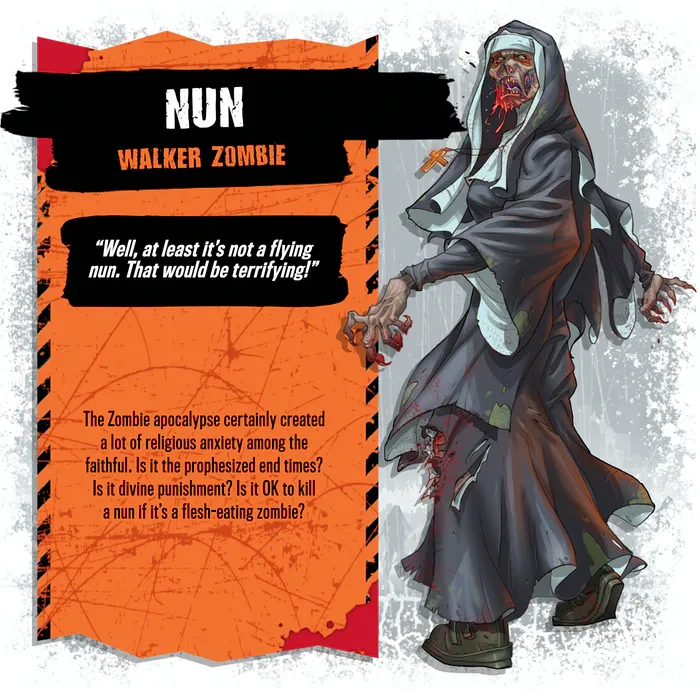 NUN
WALKER ZOMBIE
“Well, at least it’s not a flying
nun. That would be terrifying!”
The Zombie apocalypse certainly created
a lot of religious anxiety among the
faithful. Is it the prophesized end times?
Is it divine punishment? Is it OK to kill
a nun if it’s a flesh-eating zombie?